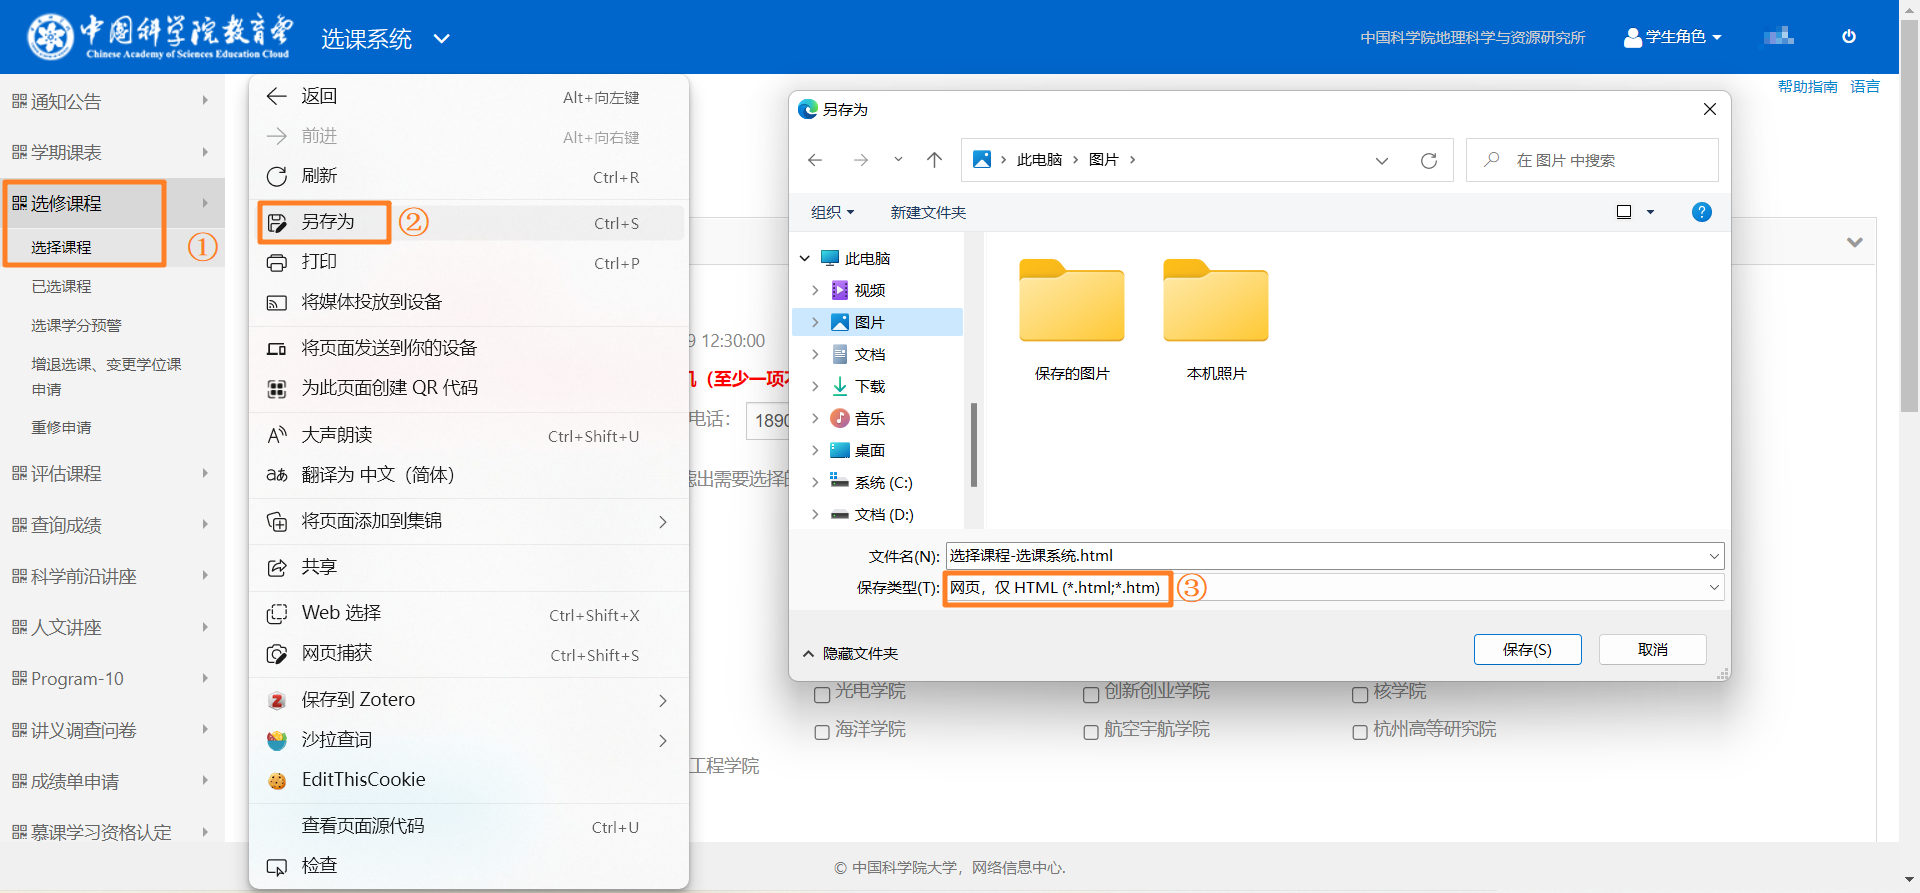 中国科学院教育云
Chinese Academy of Sciences Education Cloud
选课系统
中国科学院地理科学与资源研究所
学生角色
帮助指南 语言
通知公告
学期课表
选修课程
选择课程
①
已选课程
选课学分预警
增退选课、变更学位课
申请
重修申请
评估课程
查询成绩
科学前沿讲座
人文讲座
Program-10
讲义调查问卷
成绩单申请
慕课学习资格认定
返回 Alt+向左键
前进 Alt+向右键
刷新 Ctrl+R
另存为 ② Ctrl+S
打印 Ctrl+P
将媒体投放到设备
将页面发送到你的设备
为此页面创建 QR 代码
大声朗读 Ctrl+Shift+U
翻译为 中文（简体）
将页面添加到集锦
共享
Web 选择 Ctrl+Shift+X
网页捕获 Ctrl+Shift+S
保存到 Zotero
沙拉查词
EditThisCookie
查看页面源代码 Ctrl+U
检查
9 12:30:00
（至少一项不
电话： 1890
出需要选择的
另存为
此电脑 › 图片 ›
在 图片 中搜索
组织 新建文件夹
此电脑
视频
图片
文档
下载
音乐
桌面
系统 (C:)
文档 (D:)
保存的图片
本机照片
文件名(N): 选择课程-选课系统.html
保存类型(T): 网页，仅 HTML (*.html;*.htm) ③
隐藏文件夹
保存(S)
取消
光电学院 创新创业学院 核学院
海洋学院 航空宇航学院 杭州高等研究院
工程学院
© 中国科学院大学，网络信息中心.